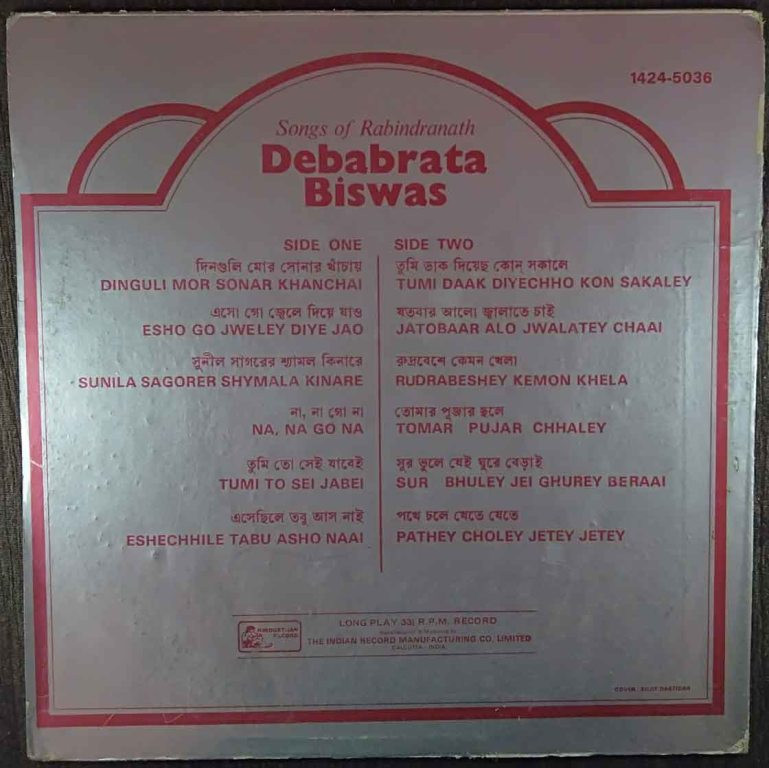 1424-5036
Songs of Rabindranath
Debabrata
Biswas
SIDE ONE
দিনগুলি মোর সোনার খাঁচায়
DINGULI MOR SONAR KHANCHAI
এসো গো জ্বেলে দিয়ে যাও
ESHO GO JWELEY DIYE JAO
সুনীল সাগরের শ্যামল কিনারে
SUNILA SAGORER SHYMALA KINARE
না, না গো না
NA, NA GO NA
তুমি তো সেই যাবেই
TUMI TO SEI JABEI
এসেছিলে তবু আস নাই
ESHECHHILE TABU ASHO NAAI
SIDE TWO
তুমি ডাক দিয়েছ কোন্ সকালে
TUMI DAAK DIYECHHO KON SAKALEY
যতবার আলো জ্বালাতে চাই
JATOBAAR ALO JWALATEY CHAAI
রুদ্রবেশে কেমন খেলা
RUDRABESHEY KEMON KHELA
তোমার পূজার ছলে
TOMAR PUJAR CHHALEY
সুর ভুলে যেই ঘুরে বেড়াই
SUR BHULEY JEI GHUREY BERAAI
পথে চলে যেতে যেতে
PATHEY CHOLEY JETEY JETEY
LONG PLAY 33⅓ R.P.M. RECORD
THE INDIAN RECORD MANUFACTURING CO. LIMITED
CALCUTTA INDIA
COVER